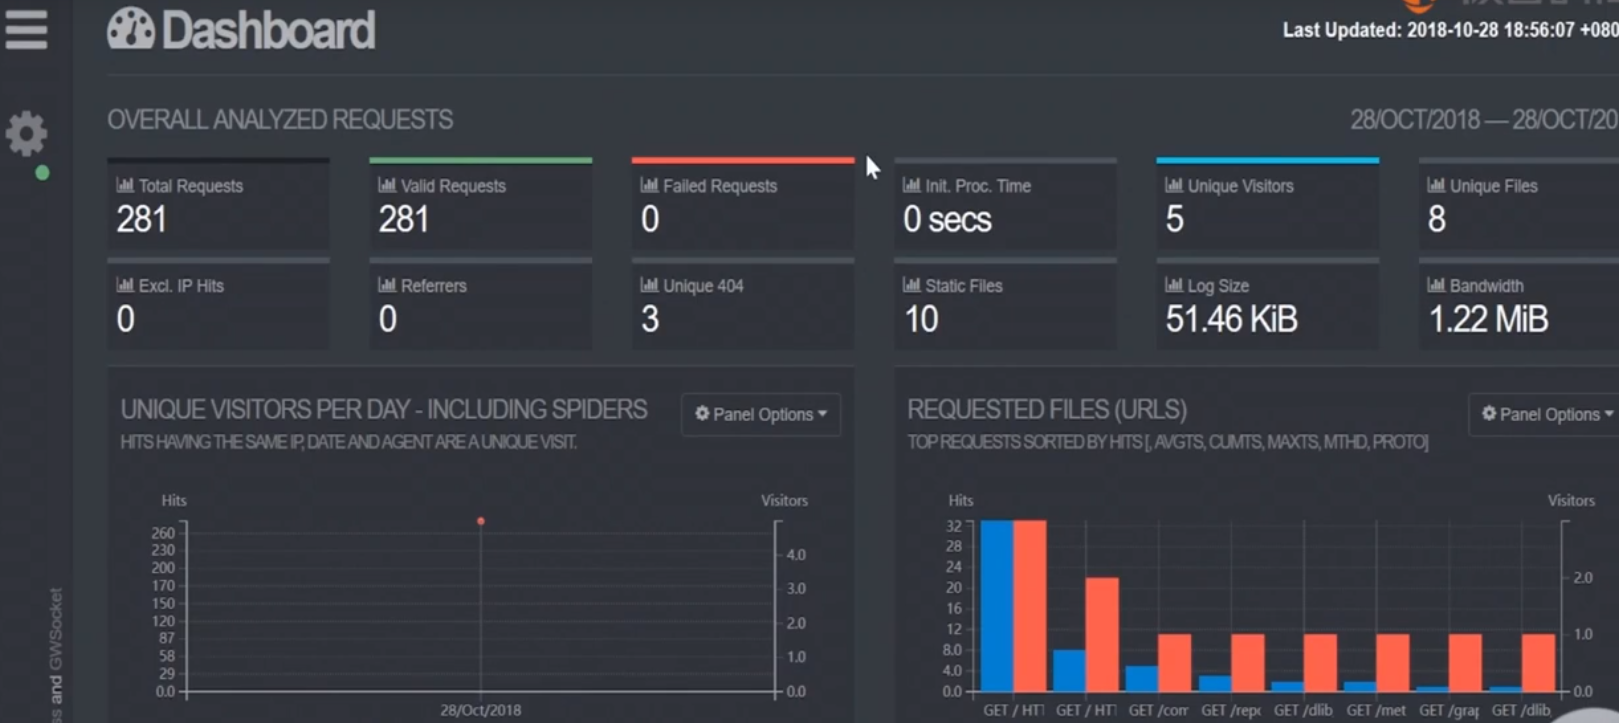 Dashboard
Last Updated: 2018-10-28 18:56:07 +080
OVERALL ANALYZED REQUESTS
28/OCT/2018 — 28/OCT/20
Total Requests
281
Valid Requests
281
Failed Requests
0
Init. Proc. Time
0 secs
Unique Visitors
5
Unique Files
8
Excl. IP Hits
0
Referrers
0
Unique 404
3
Static Files
10
Log Size
51.46 KiB
Bandwidth
1.22 MiB
UNIQUE VISITORS PER DAY - INCLUDING SPIDERS
Panel Options
HITS HAVING THE SAME IP, DATE AND AGENT ARE A UNIQUE VISIT.
Hits
Visitors
260
230
200
170
150
120
87
58
29
0.0
4.0
3.0
2.0
1.0
0.0
28/Oct/2018
REQUESTED FILES (URLS)
Panel Options
TOP REQUESTS SORTED BY HITS [, AVGTS, CUMTS, MAXTS, MTHD, PROTO]
Hits
Visitors
32
28
24
20
16
12
8.0
4.0
0.0
2.0
1.0
0.0
GET / HT
GET / HT
GET /con
GET /repo
GET /dlib
GET /met
GET /grap
GET /dlib
ss and GWSocket